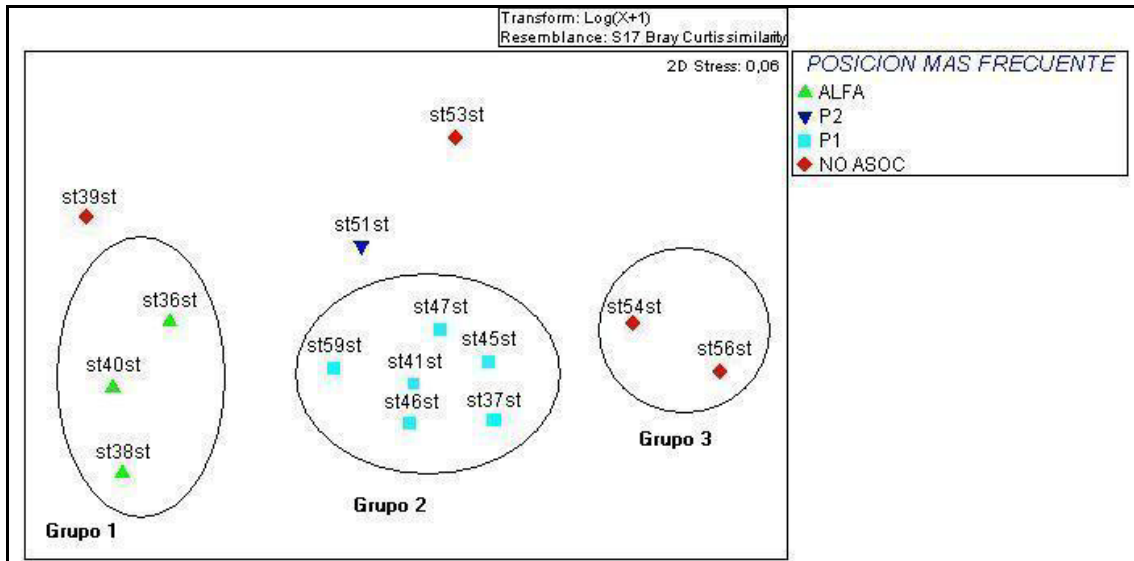 Transform: Log(X+1)
Resemblance: S17 Bray Curtis similarity
2D Stress: 0,06
POSICION MAS FRECUENTE
ALFA
P2
P1
NO ASOC
st53st
st39st
st51st
st36st
st47st
st54st
st59st
st45st
st40st
st41st
st56st
st46st
st37st
st38st
Grupo 3
Grupo 2
Grupo 1